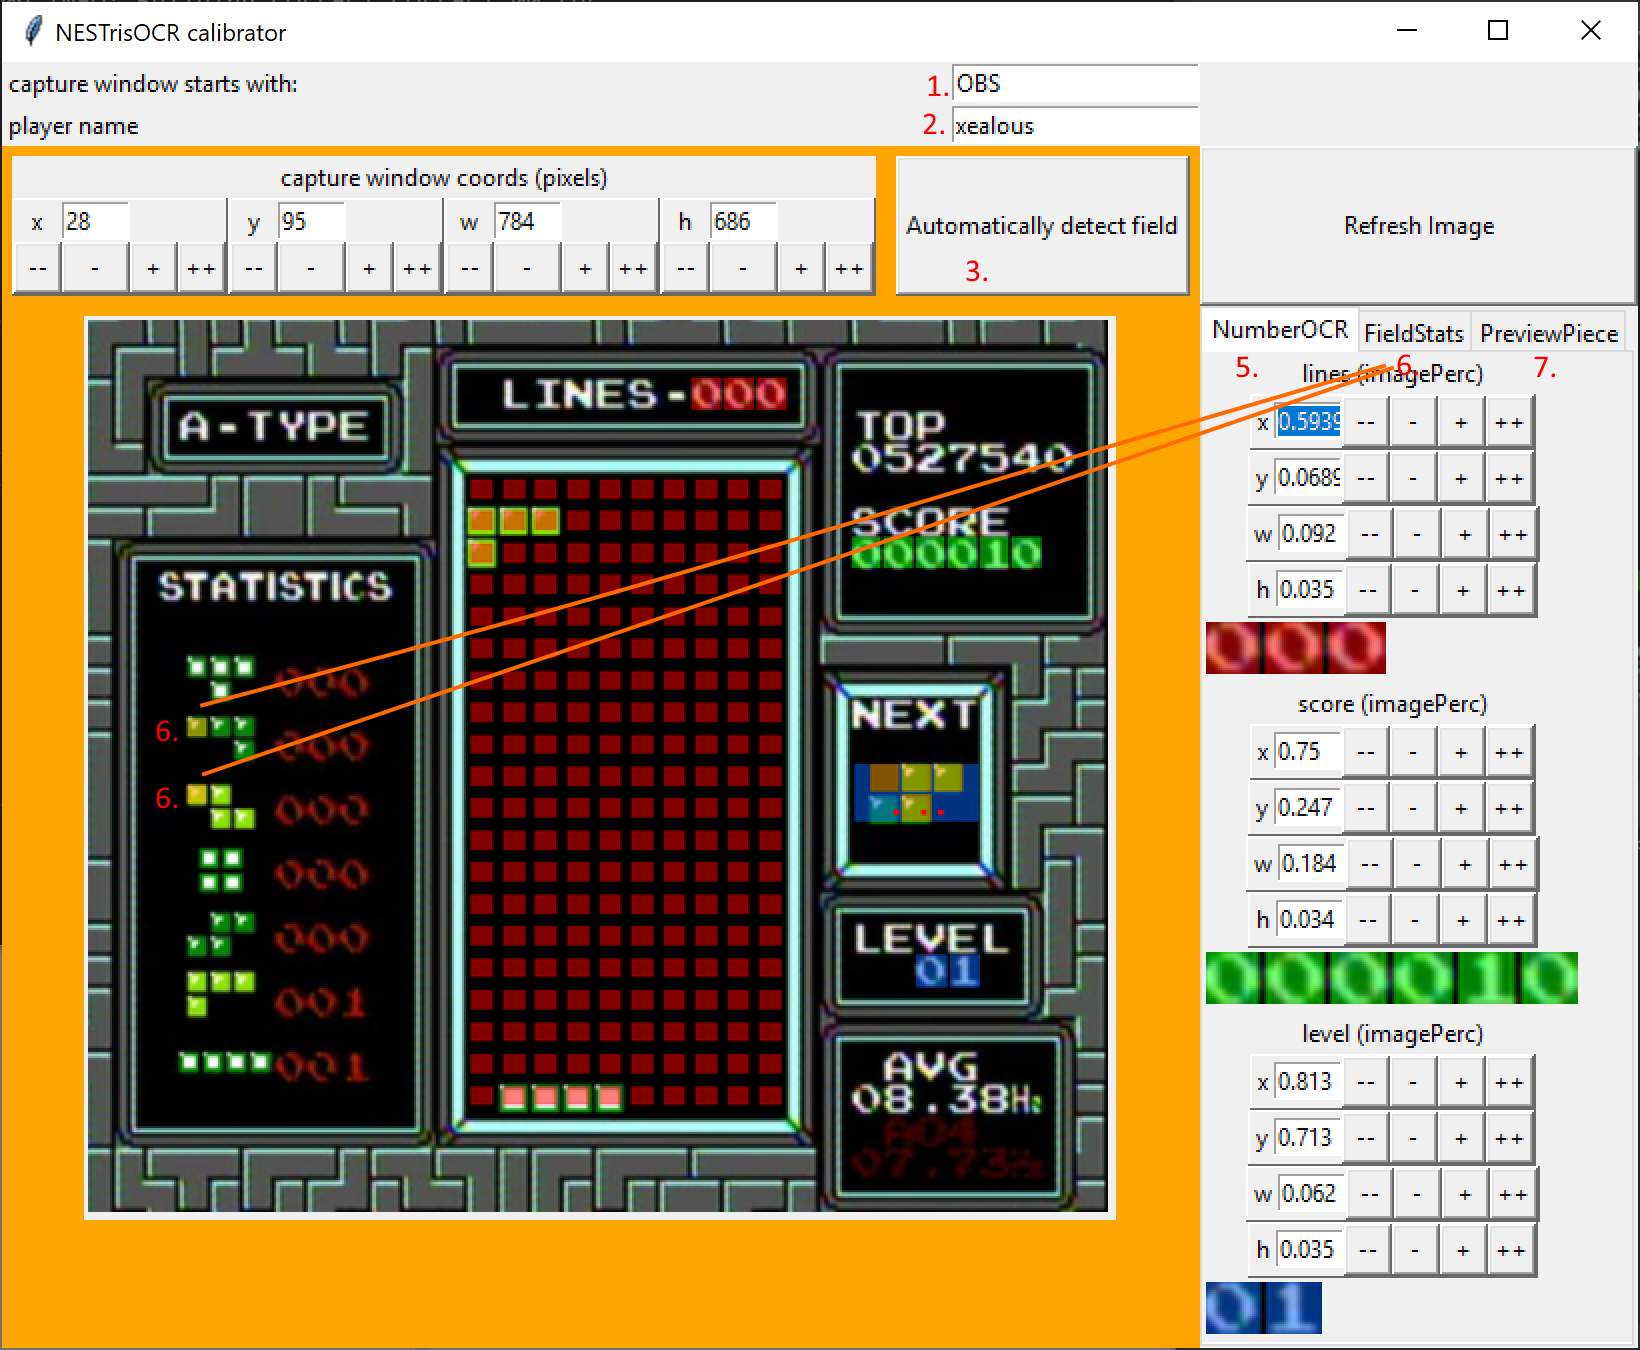 NESTrisOCR calibrator
capture window starts with:
1. OBS
player name
2. xealous
capture window coords (pixels)
x 28
y 95
w 784
h 686
-- - + ++ -- - + ++ -- - + ++ -- - + ++
Automatically detect field
3.
Refresh Image
NumberOCR FieldStats PreviewPiece
5. 6. 7.
A-TYPE
LINES-000
TOP
0527540
SCORE
000010
STATISTICS
000
6. 000
6. 000
000
000
001
001
NEXT
LEVEL
01
AVG
08.38Hz
A04
07.73Hz
lines (imagePerc)
x 0.5939 -- - + ++
y 0.0689 -- - + ++
w 0.092 -- - + ++
h 0.035 -- - + ++
000
score (imagePerc)
x 0.75 -- - + ++
y 0.247 -- - + ++
w 0.184 -- - + ++
h 0.034 -- - + ++
000010
level (imagePerc)
x 0.813 -- - + ++
y 0.713 -- - + ++
w 0.062 -- - + ++
h 0.035 -- - + ++
01